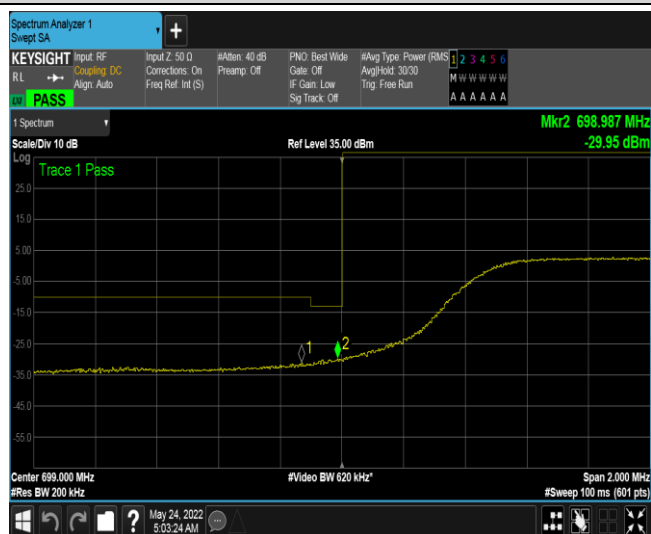 Spectrum Analyzer 1
Swept SA
+
KEYSIGHT
RL
LXI PASS
Input: RF
Coupling: DC
Align: Auto
Input Z: 50 Ω
Corrections: On
Freq Ref: Int (S)
#Atten: 40 dB
Preamp: Off
PNO: Best Wide
Gate: Off
IF Gain: Low
Sig Track: Off
#Avg Type: Power (RMS
Avg|Hold: 30/30
Trig: Free Run
1 2 3 4 5 6
M W W W W W
A A A A A A
1 Spectrum
Mkr2 698.987 MHz
Scale/Div 10 dB
Ref Level 35.00 dBm
-29.95 dBm
Log
Trace 1 Pass
25.0
15.0
5.00
-5.00
-15.0
-25.0
1
2
-35.0
-45.0
-55.0
Center 699.000 MHz
#Video BW 620 kHz*
Span 2.000 MHz
#Res BW 200 kHz
#Sweep 100 ms (601 pts)
?
May 24, 2022
5:03:24 AM